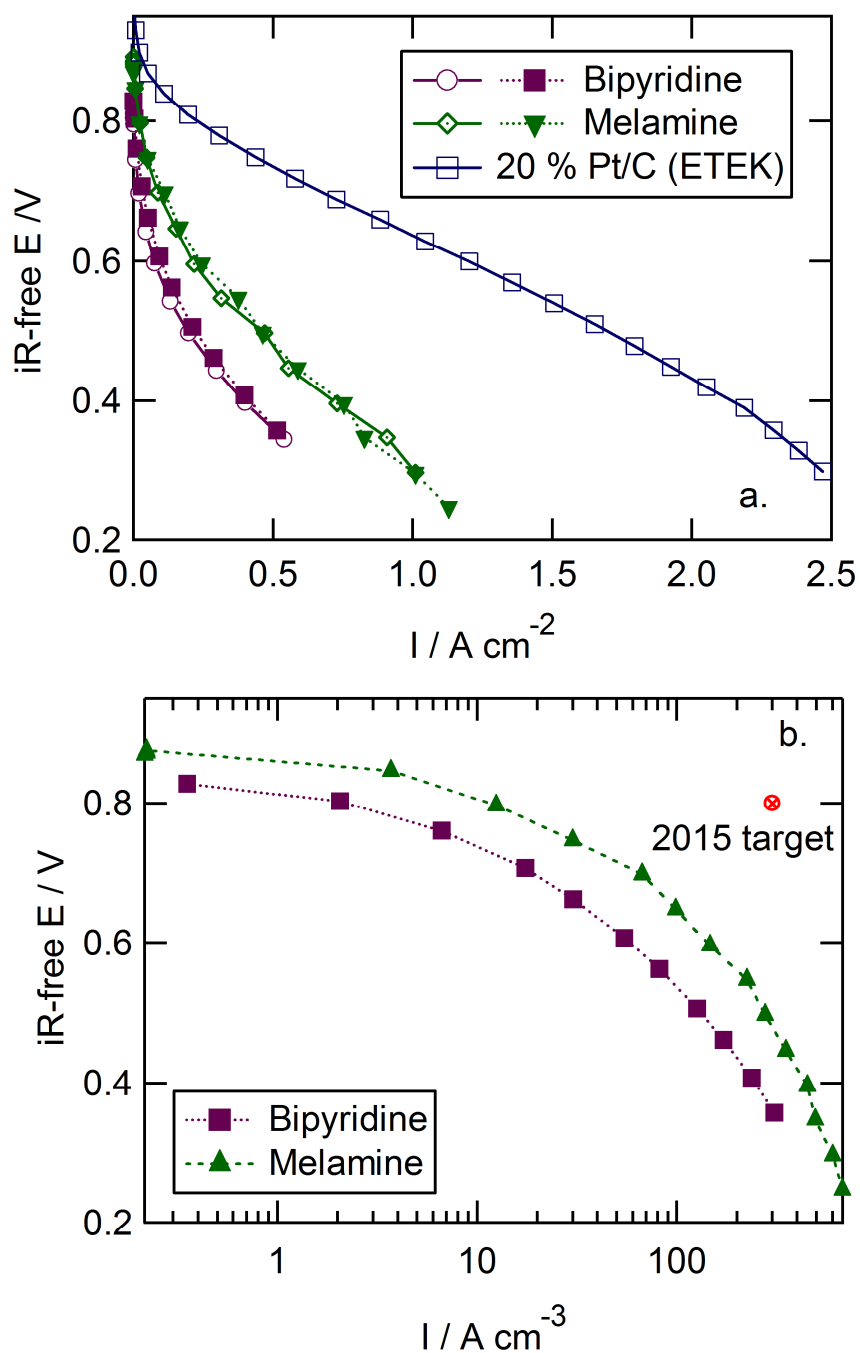 iR-free E /V
0.8
0.6
0.4
0.2
Bipyridine
Melamine
20 % Pt/C (ETEK)
a.
0.0 0.5 1.0 1.5 2.0 2.5
I / A cm-2
iR-free E / V
0.8
0.6
0.4
0.2
b.
2015 target
Bipyridine
Melamine
1 10 100
I / A cm-3